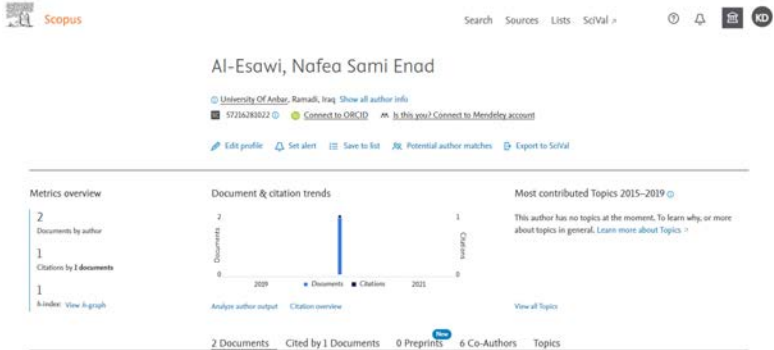 Scopus
Search Sources Lists SciVal ↗
KD
Al-Esawi, Nafea Sami Enad
University Of Anbar, Ramadi, Iraq Show all author info
57216281022
Connect to ORCID Is this you? Connect to Mendeley account
Edit profile Set alert Save to list Potential author matches Export to SciVal
Metrics overview
2
Documents by author
1
Citations by 1 documents
1
h-index: View h-graph
Document & citation trends
2
1
Documents
Citations
0
0
2019
2021
Documents Citations
Analyze author output Citation overview
Most contributed Topics 2015–2019
This author has no topics at the moment. To learn why, or more
about topics in general. Learn more about Topics
View all Topics
New
2 Documents Cited by 1 Documents 0 Preprints 6 Co-Authors Topics